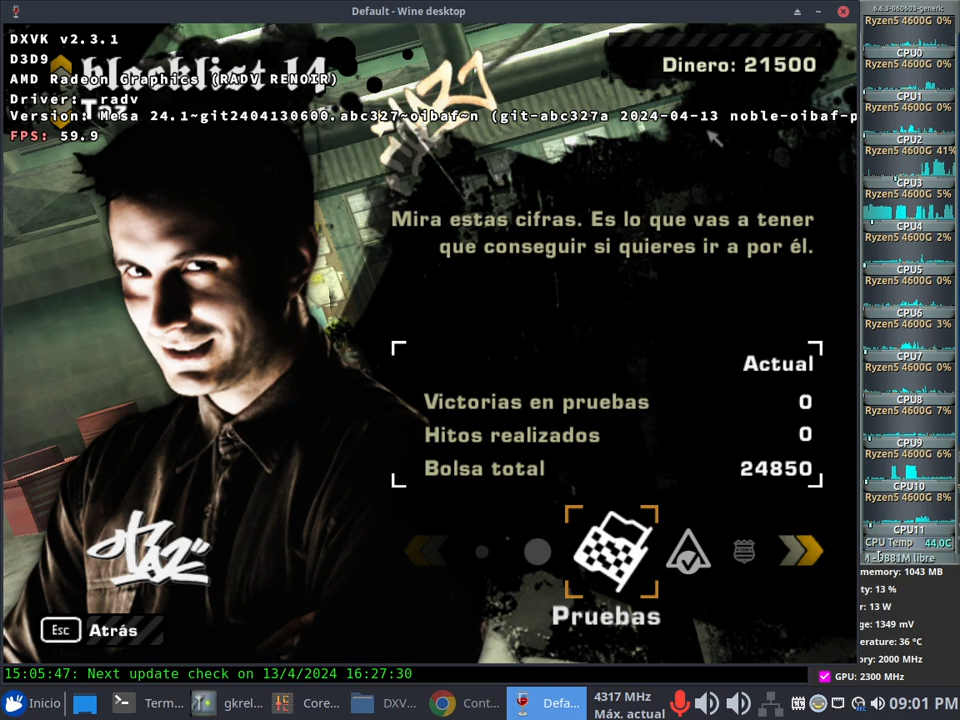 Default - Wine desktop
DXVK v2.3.1
D3D9
AMD Radeon Graphics (RADV RENOIR)
blacklist 14
Driver: radv
Taz
Version: Mesa 24.1~git2404130600.abc327~oibaf~n (git-abc327a 2024-04-13 noble-oibaf-p
FPS: 59.9
Dinero: 21500
Mira estas cifras. Es lo que vas a tener
que conseguir si quieres ir a por él.
Actual
Victorias en pruebas 0
Hitos realizados 0
Bolsa total 24850
Pruebas
Esc Atrás
6.6.3-060603-generic
Ryzen5 4600G 0%
CPU0
Ryzen5 4600G 0%
CPU1
Ryzen5 4600G 0%
CPU2
Ryzen5 4600G 41%
CPU3
Ryzen5 4600G 5%
CPU4
Ryzen5 4600G 2%
CPU5
Ryzen5 4600G 0%
CPU6
Ryzen5 4600G 3%
CPU7
Ryzen5 4600G 0%
CPU8
Ryzen5 4600G 7%
CPU9
Ryzen5 4600G 6%
CPU10
Ryzen5 4600G 8%
CPU11
CPU Temp 44.0C
libre
memory: 1043 MB
ty: 13 %
r: 13 W
ge: 1349 mV
erature: 36 °C
ory: 2000 MHz
GPU: 2300 MHz
15:05:47: Next update check on 13/4/2024 16:27:30
Inicio
Term...
gkrel...
Core...
DXV...
Cont...
Defa...
4317 MHz
Máx. actual
09:01 PM